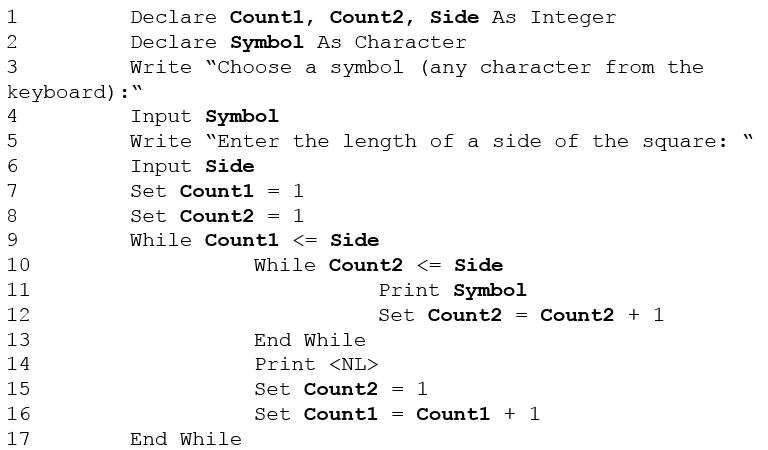 1 Declare Count1, Count2, Side As Integer
2 Declare Symbol As Character
3 Write “Choose a symbol (any character from the
keyboard):“
4 Input Symbol
5 Write “Enter the length of a side of the square: “
6 Input Side
7 Set Count1 = 1
8 Set Count2 = 1
9 While Count1 <= Side
10 While Count2 <= Side
11 Print Symbol
12 Set Count2 = Count2 + 1
13 End While
14 Print <NL>
15 Set Count2 = 1
16 Set Count1 = Count1 + 1
17 End While